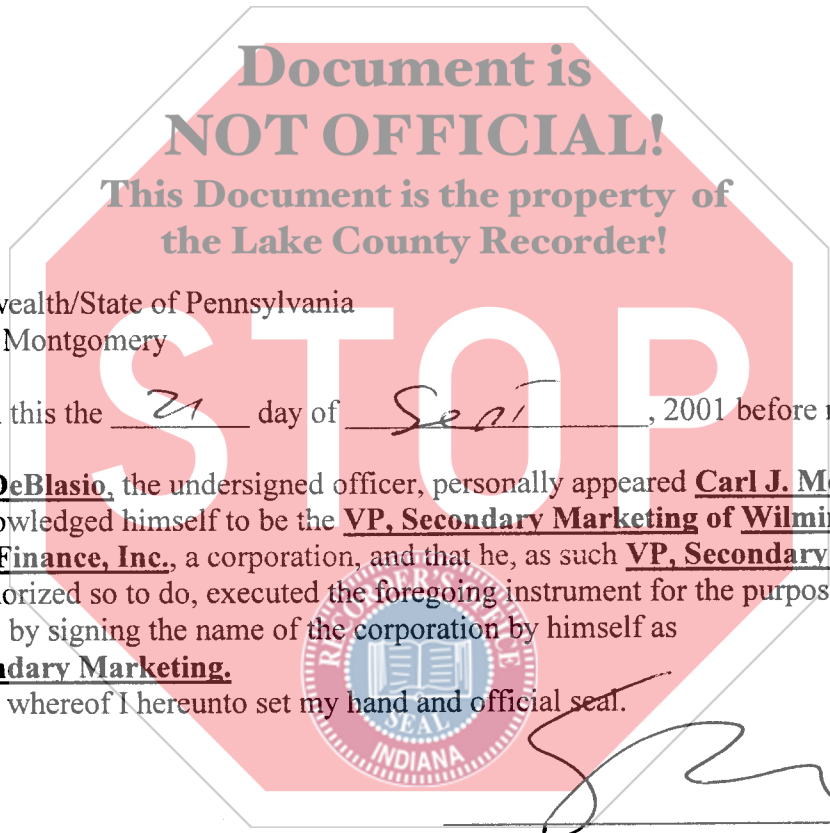 Document is
NOT OFFICIAL!
This Document is the property of
the Lake County Recorder!
STOP
wealth/State of Pennsylvania
Montgomery
this the 21 day of Sept, 2001 before
DeBlasio, the undersigned officer, personally appeared Carl J. M
owledged himself to be the VP, Secondary Marketing of Wilmi
Finance, Inc., a corporation, and that he, as such VP, Secondary
orized so to do, executed the foregoing instrument for the purpos
by signing the name of the corporation by himself as
ndary Marketing.
whereof I hereunto set my hand and official seal.
RECORDER'S OFFICE
SEAL
INDIANA